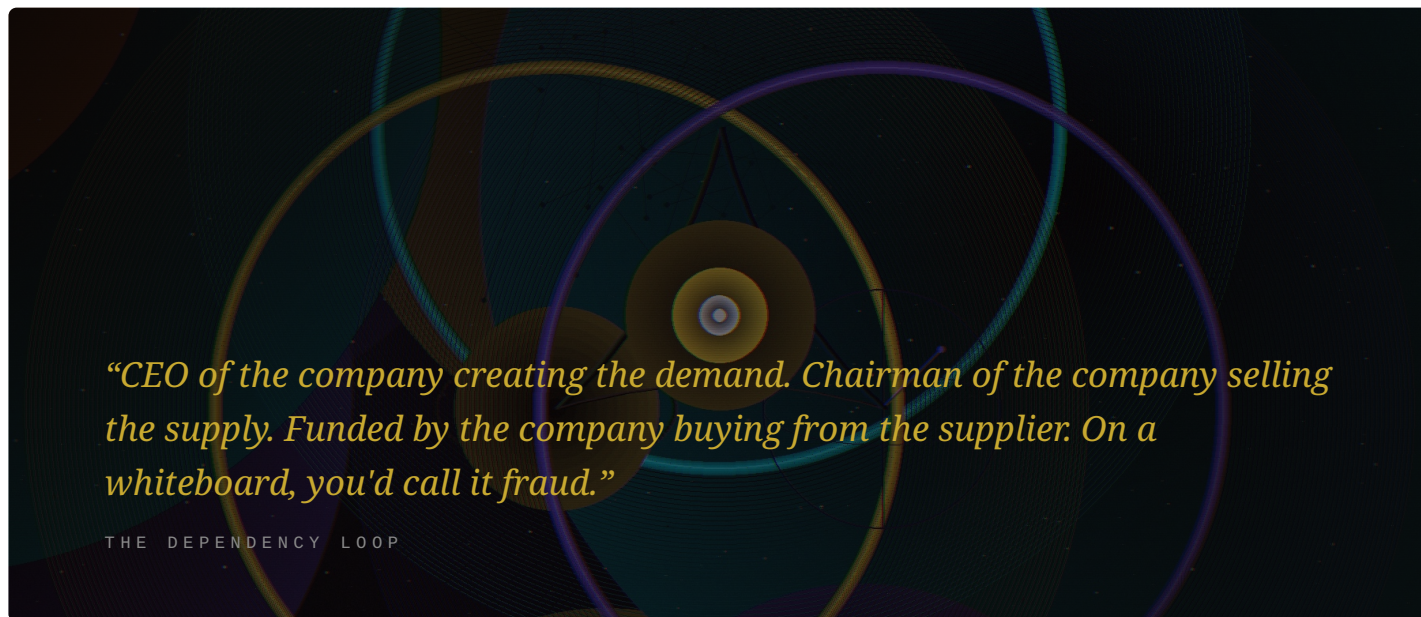 “CEO of the company creating the demand. Chairman of the company selling
the supply. Funded by the company buying from the supplier. On a
whiteboard, you'd call it fraud.”
THE DEPENDENCY LOOP